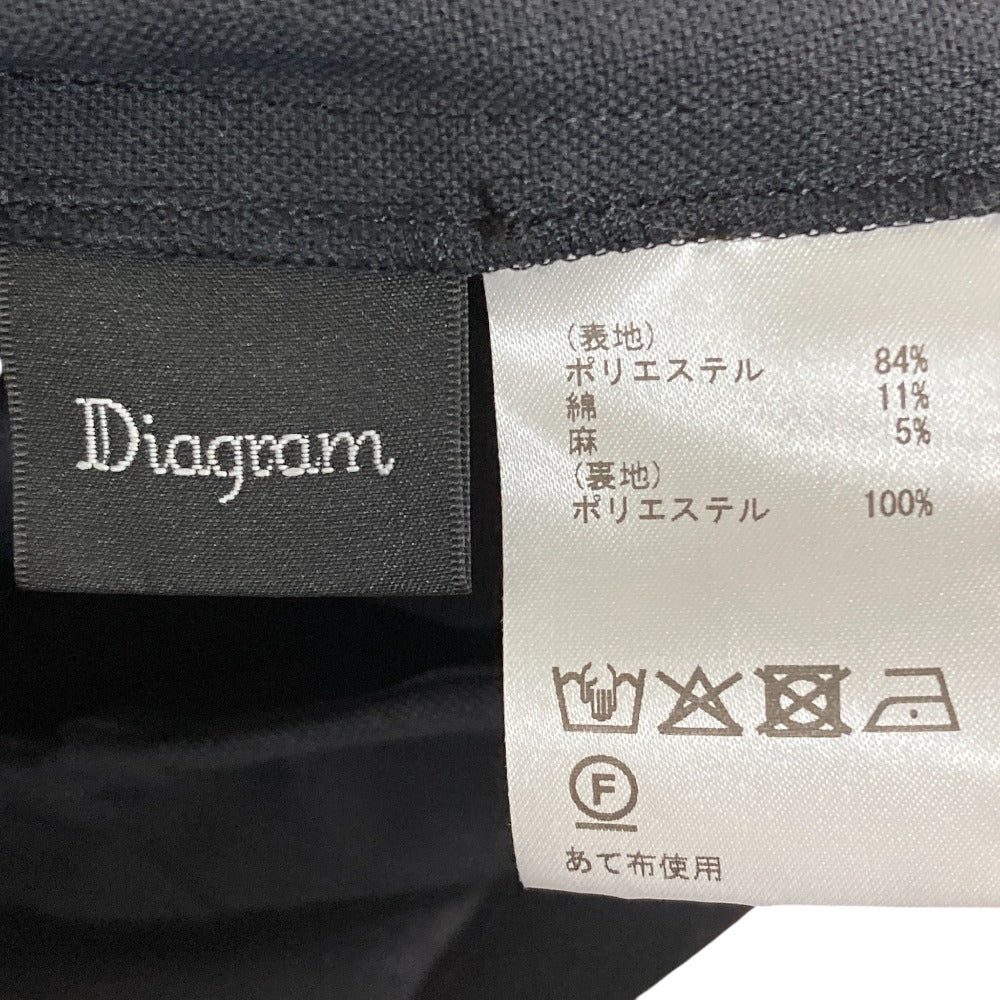 Diagram
(表地)
ポリエステル 84%
綿 11%
麻 5%
(裏地)
ポリエステル 100%
F
あて布使用